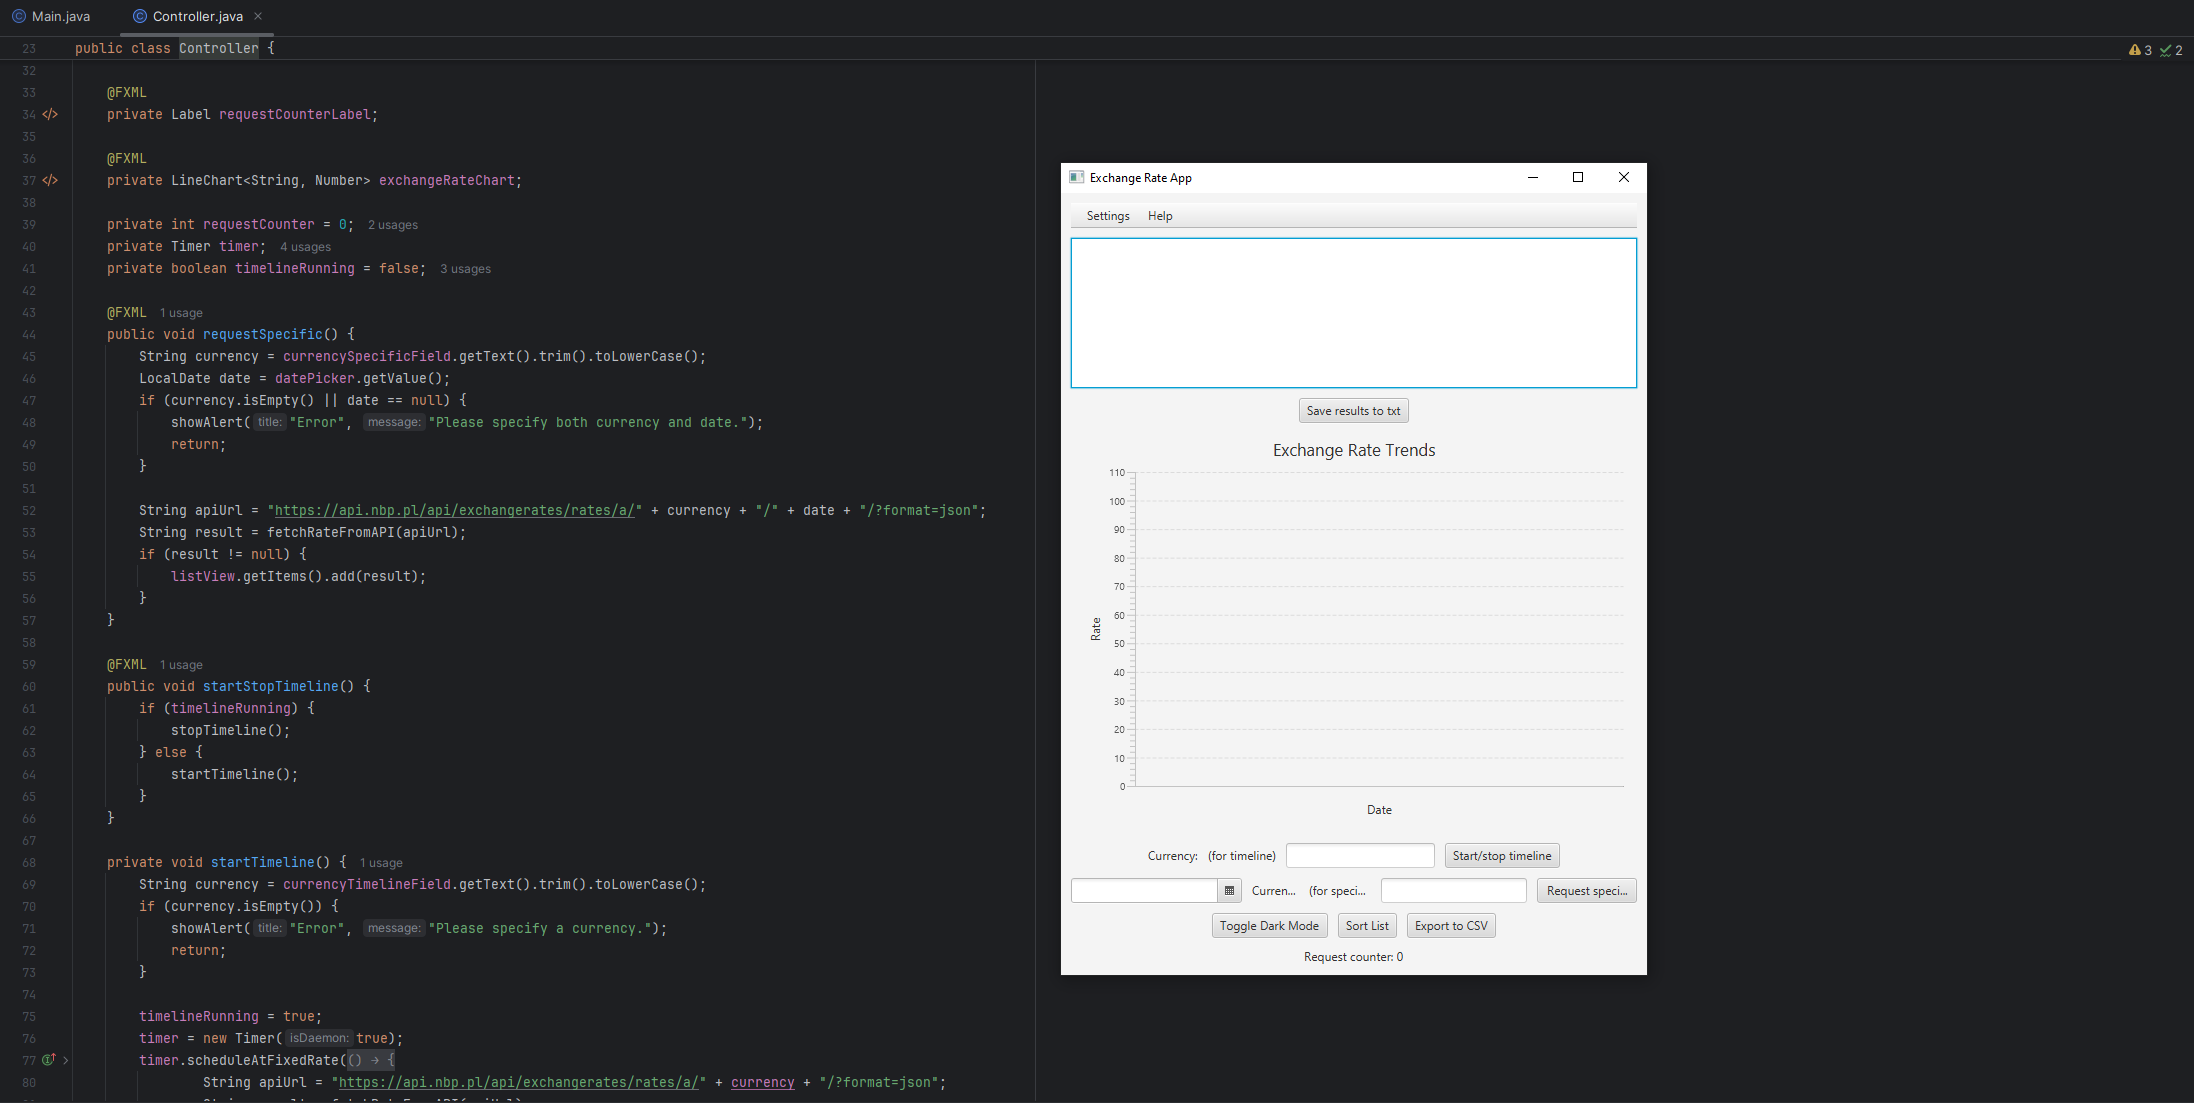 Main.java
Controller.java
23 public class Controller {
3 2
32
33 @FXML
34 private Label requestCounterLabel;
35
36 @FXML
37 private LineChart<String, Number> exchangeRateChart;
38
39 private int requestCounter = 0; 2 usages
40 private Timer timer; 4 usages
41 private boolean timelineRunning = false; 3 usages
42
43 @FXML 1 usage
44 public void requestSpecific() {
45 String currency = currencySpecificField.getText().trim().toLowerCase();
46 LocalDate date = datePicker.getValue();
47 if (currency.isEmpty() || date == null) {
48 showAlert( title: "Error", message: "Please specify both currency and date.");
49 return;
50 }
51
52 String apiUrl = "https://api.nbp.pl/api/exchangerates/rates/a/" + currency + "/" + date + "/?format=json";
53 String result = fetchRateFromAPI(apiUrl);
54 if (result != null) {
55 listView.getItems().add(result);
56 }
57 }
58
59 @FXML 1 usage
60 public void startStopTimeline() {
61 if (timelineRunning) {
62 stopTimeline();
63 } else {
64 startTimeline();
65 }
66 }
67
68 private void startTimeline() { 1 usage
69 String currency = currencyTimelineField.getText().trim().toLowerCase();
70 if (currency.isEmpty()) {
71 showAlert( title: "Error", message: "Please specify a currency.");
72 return;
73 }
74
75 timelineRunning = true;
76 timer = new Timer( isDaemon: true);
77 timer.scheduleAtFixedRate(() → {
80 String apiUrl = "https://api.nbp.pl/api/exchangerates/rates/a/" + currency + "/?format=json";
Exchange Rate App
Settings Help
Save results to txt
Exchange Rate Trends
110
100
90
80
70
60
50
40
30
20
10
0
Rate
Date
Currency: (for timeline) Start/stop timeline
Curren... (for speci... Request speci...
Toggle Dark Mode Sort List Export to CSV
Request counter: 0